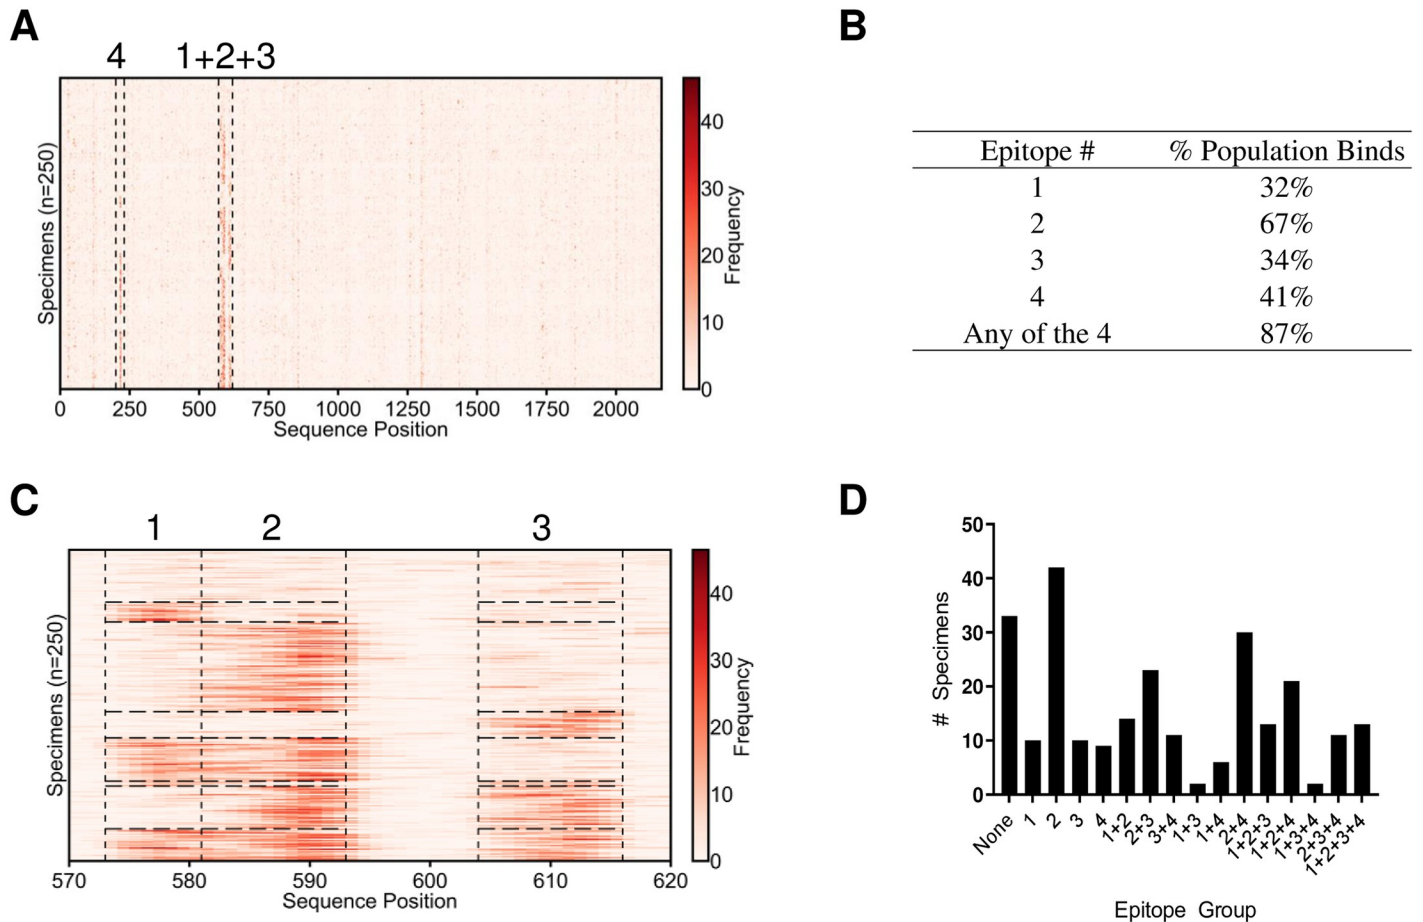 A
4 1+2+3
Specimens (n=250)
0 250 500 750 1000 1250 1500 1750 2000
Sequence Position
40
30
20
10
0
Frequency
B
Epitope # % Population Binds
1 32%
2 67%
3 34%
4 41%
Any of the 4 87%
C
1 2 3
Specimens (n=250)
570 580 590 600 610 620
Sequence Position
40
30
20
10
0
Frequency
D
50
40
30
20
10
0
# Specimens
None 1 2 3 4 1+2 2+3 3+4 1+3 1+4 2+4 1+2+3 1+2+4 1+3+4 2+3+4 1+2+3+4
Epitope Group